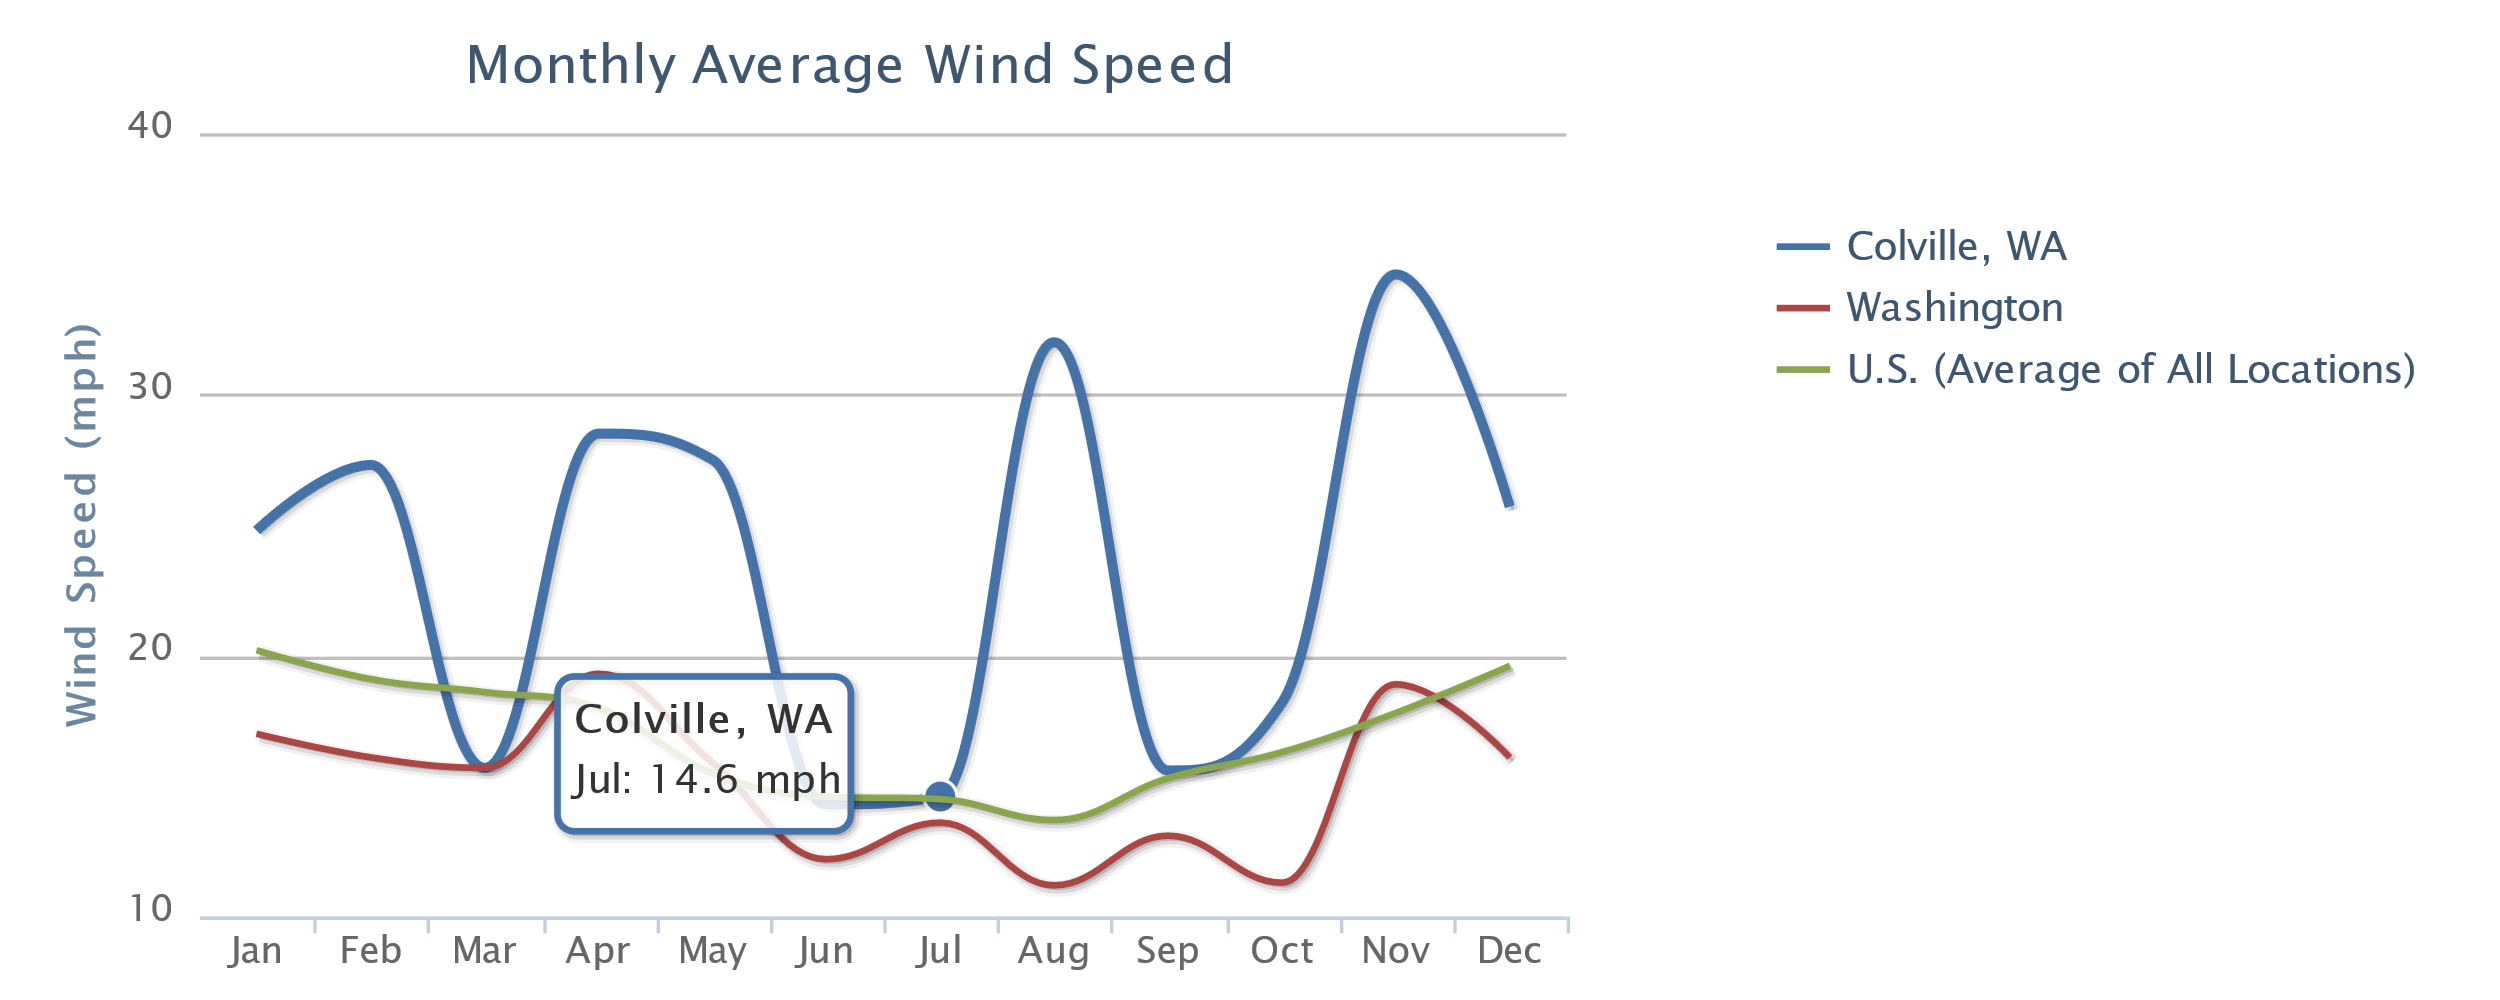 Monthly Average Wind Speed
Wind Speed (mph)
40
30
20
10
Colville, WA
Jul: 14.6 mph
Jan Feb Mar Apr May Jun Jul Aug Sep Oct Nov Dec
Colville, WA
Washington
U.S. (Average of All Locations)